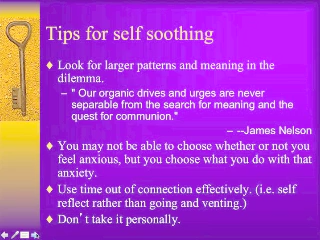 Tips for self soothing
Look for larger patterns and meaning in the
dilemma.
– " Our organic drives and urges are never
separable from the search for meaning and the
quest for communion."
– --James Nelson
You may not be able to choose whether or not you
feel anxious, but you choose what you do with that
anxiety.
Use time out of connection effectively. (i.e. self
reflect rather than going and venting.)
Don't take it personally.